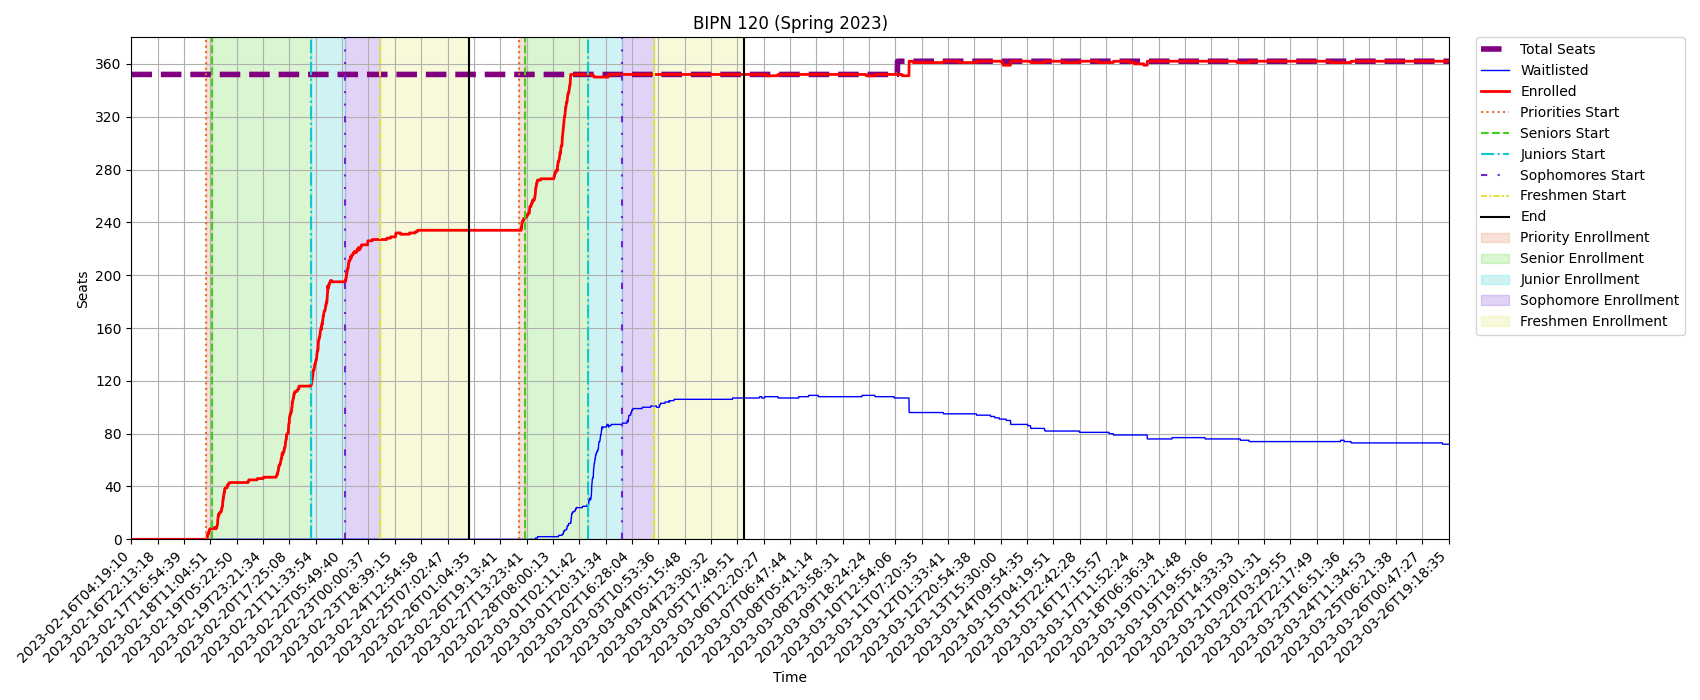 BIPN 120 (Spring 2023)
Seats
360
320
280
240
200
160
120
80
40
0
2023-02-16T04:19:10
2023-02-16T22:13:18
2023-02-17T16:54:39
2023-02-18T11:04:51
2023-02-19T05:22:50
2023-02-19T23:21:34
2023-02-20T17:25:08
2023-02-21T11:33:54
2023-02-22T05:49:40
2023-02-23T00:00:37
2023-02-23T18:39:15
2023-02-24T12:54:58
2023-02-25T07:02:47
2023-02-26T01:04:35
2023-02-26T19:13:41
2023-02-27T13:23:41
2023-02-28T08:00:13
2023-03-01T02:11:42
2023-03-01T20:31:34
2023-03-02T16:28:04
2023-03-03T10:53:36
2023-03-04T05:15:48
2023-03-04T23:30:32
2023-03-05T17:49:51
2023-03-06T12:20:27
2023-03-07T06:47:44
2023-03-08T05:41:14
2023-03-08T23:58:31
2023-03-09T18:24:24
2023-03-10T12:54:06
2023-03-11T07:20:35
2023-03-12T01:33:41
2023-03-12T20:54:38
2023-03-13T15:30:00
2023-03-14T09:54:35
2023-03-15T04:19:51
2023-03-15T22:42:28
2023-03-16T17:15:57
2023-03-17T11:52:24
2023-03-18T06:36:34
2023-03-19T01:21:48
2023-03-19T19:55:06
2023-03-20T14:33:33
2023-03-21T09:01:31
2023-03-22T03:29:55
2023-03-22T22:17:49
2023-03-23T16:51:36
2023-03-24T11:34:53
2023-03-25T06:21:38
2023-03-26T00:47:27
2023-03-26T19:18:35
Time
Total Seats
Waitlisted
Enrolled
Priorities Start
Seniors Start
Juniors Start
Sophomores Start
Freshmen Start
End
Priority Enrollment
Senior Enrollment
Junior Enrollment
Sophomore Enrollment
Freshmen Enrollment